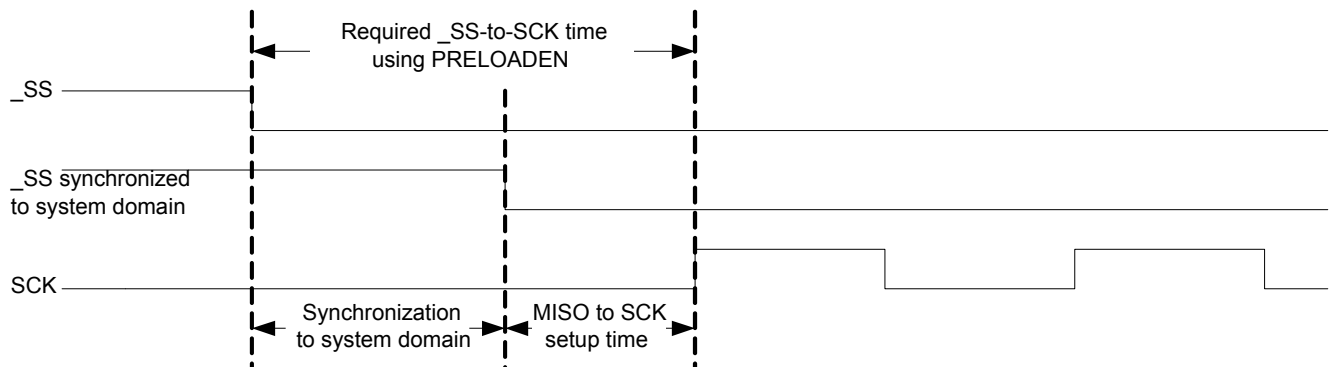 Required _SS-to-SCK time
using PRELOADEN
_SS
_SS synchronized
to system domain
SCK
Synchronization
to system domain
MISO to SCK
setup time